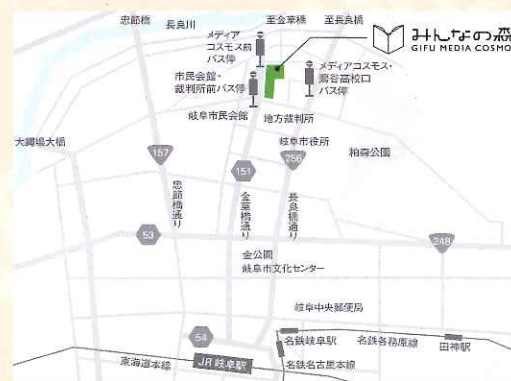 忠節橋
長良川
至金華橋
至長良橋
メディア
コスモス前
バス停
みんなの森
GIFU MEDIA COSMO
市民会館・
裁判所前バス停
メディアコスモス・
鶯谷高校口
バス停
岐阜市民会館
地方裁判所
大縄場大橋
岐阜市役所
柏森公園
157
151
256
忠節橋通り
金華橋通り
長良橋通り
53
248
金公園
岐阜市文化センター
岐阜中央郵便局
54
名鉄岐阜駅
名鉄各務原線
田神駅
東海道本線
JR 岐阜駅
名鉄名古屋本線